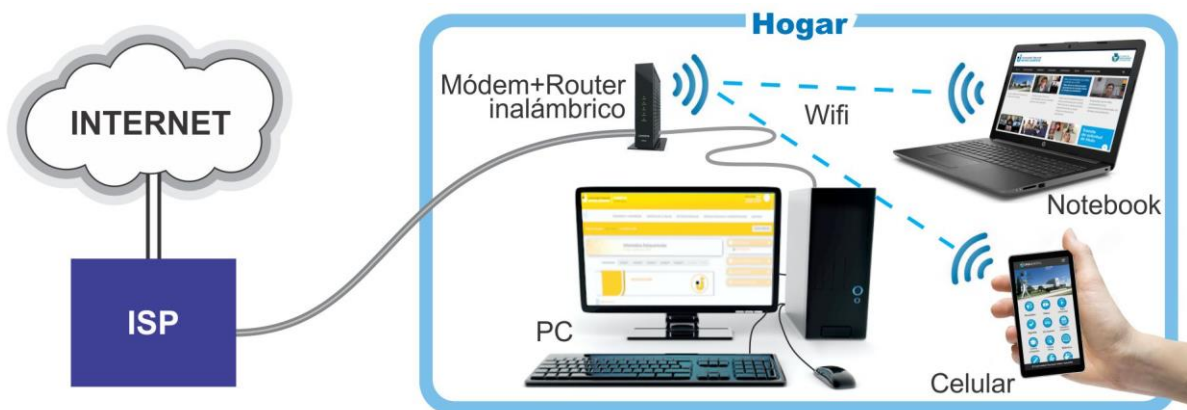 Hogar
INTERNET
Módem+Router
inalámbrico
Wifi
Notebook
ISP
PC
Celular